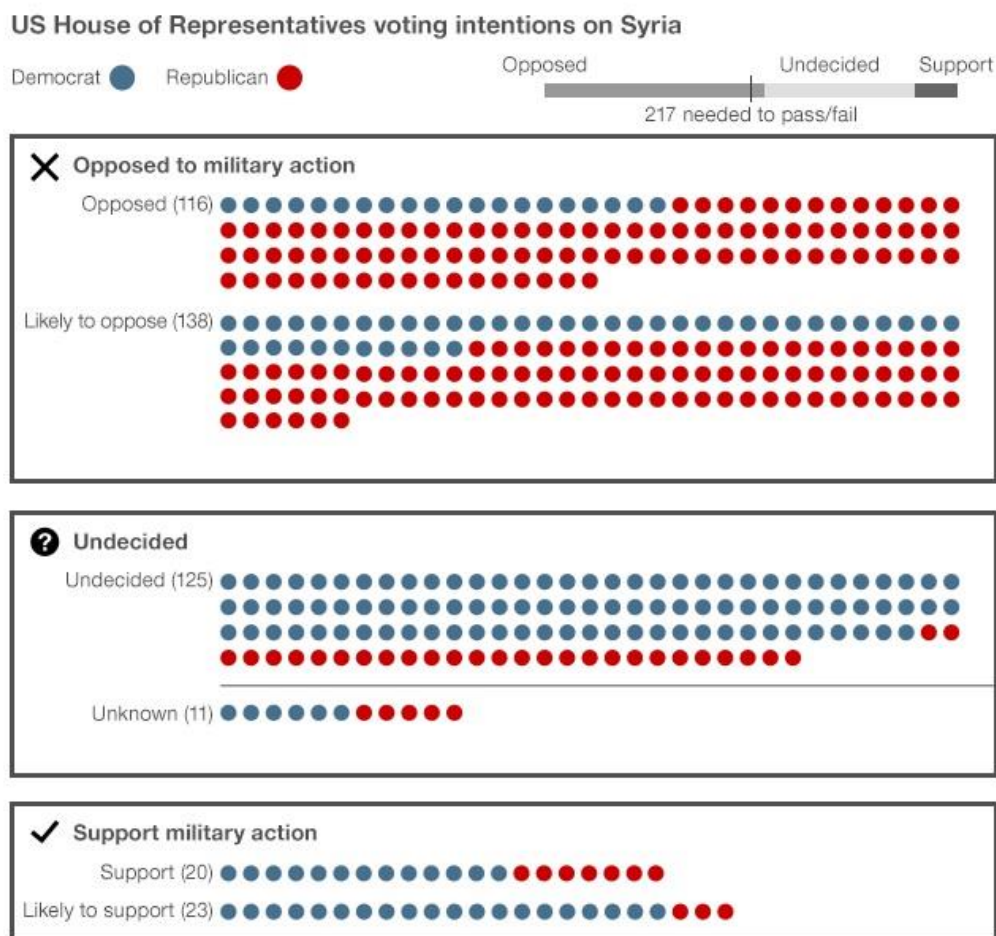 US House of Representatives voting intentions on Syria
Democrat Republican
Opposed Undecided Support
217 needed to pass/fail
Opposed to military action
Opposed (116)
Likely to oppose (138)
? Undecided
Undecided (125)
Unknown (11)
Support military action
Support (20)
Likely to support (23)